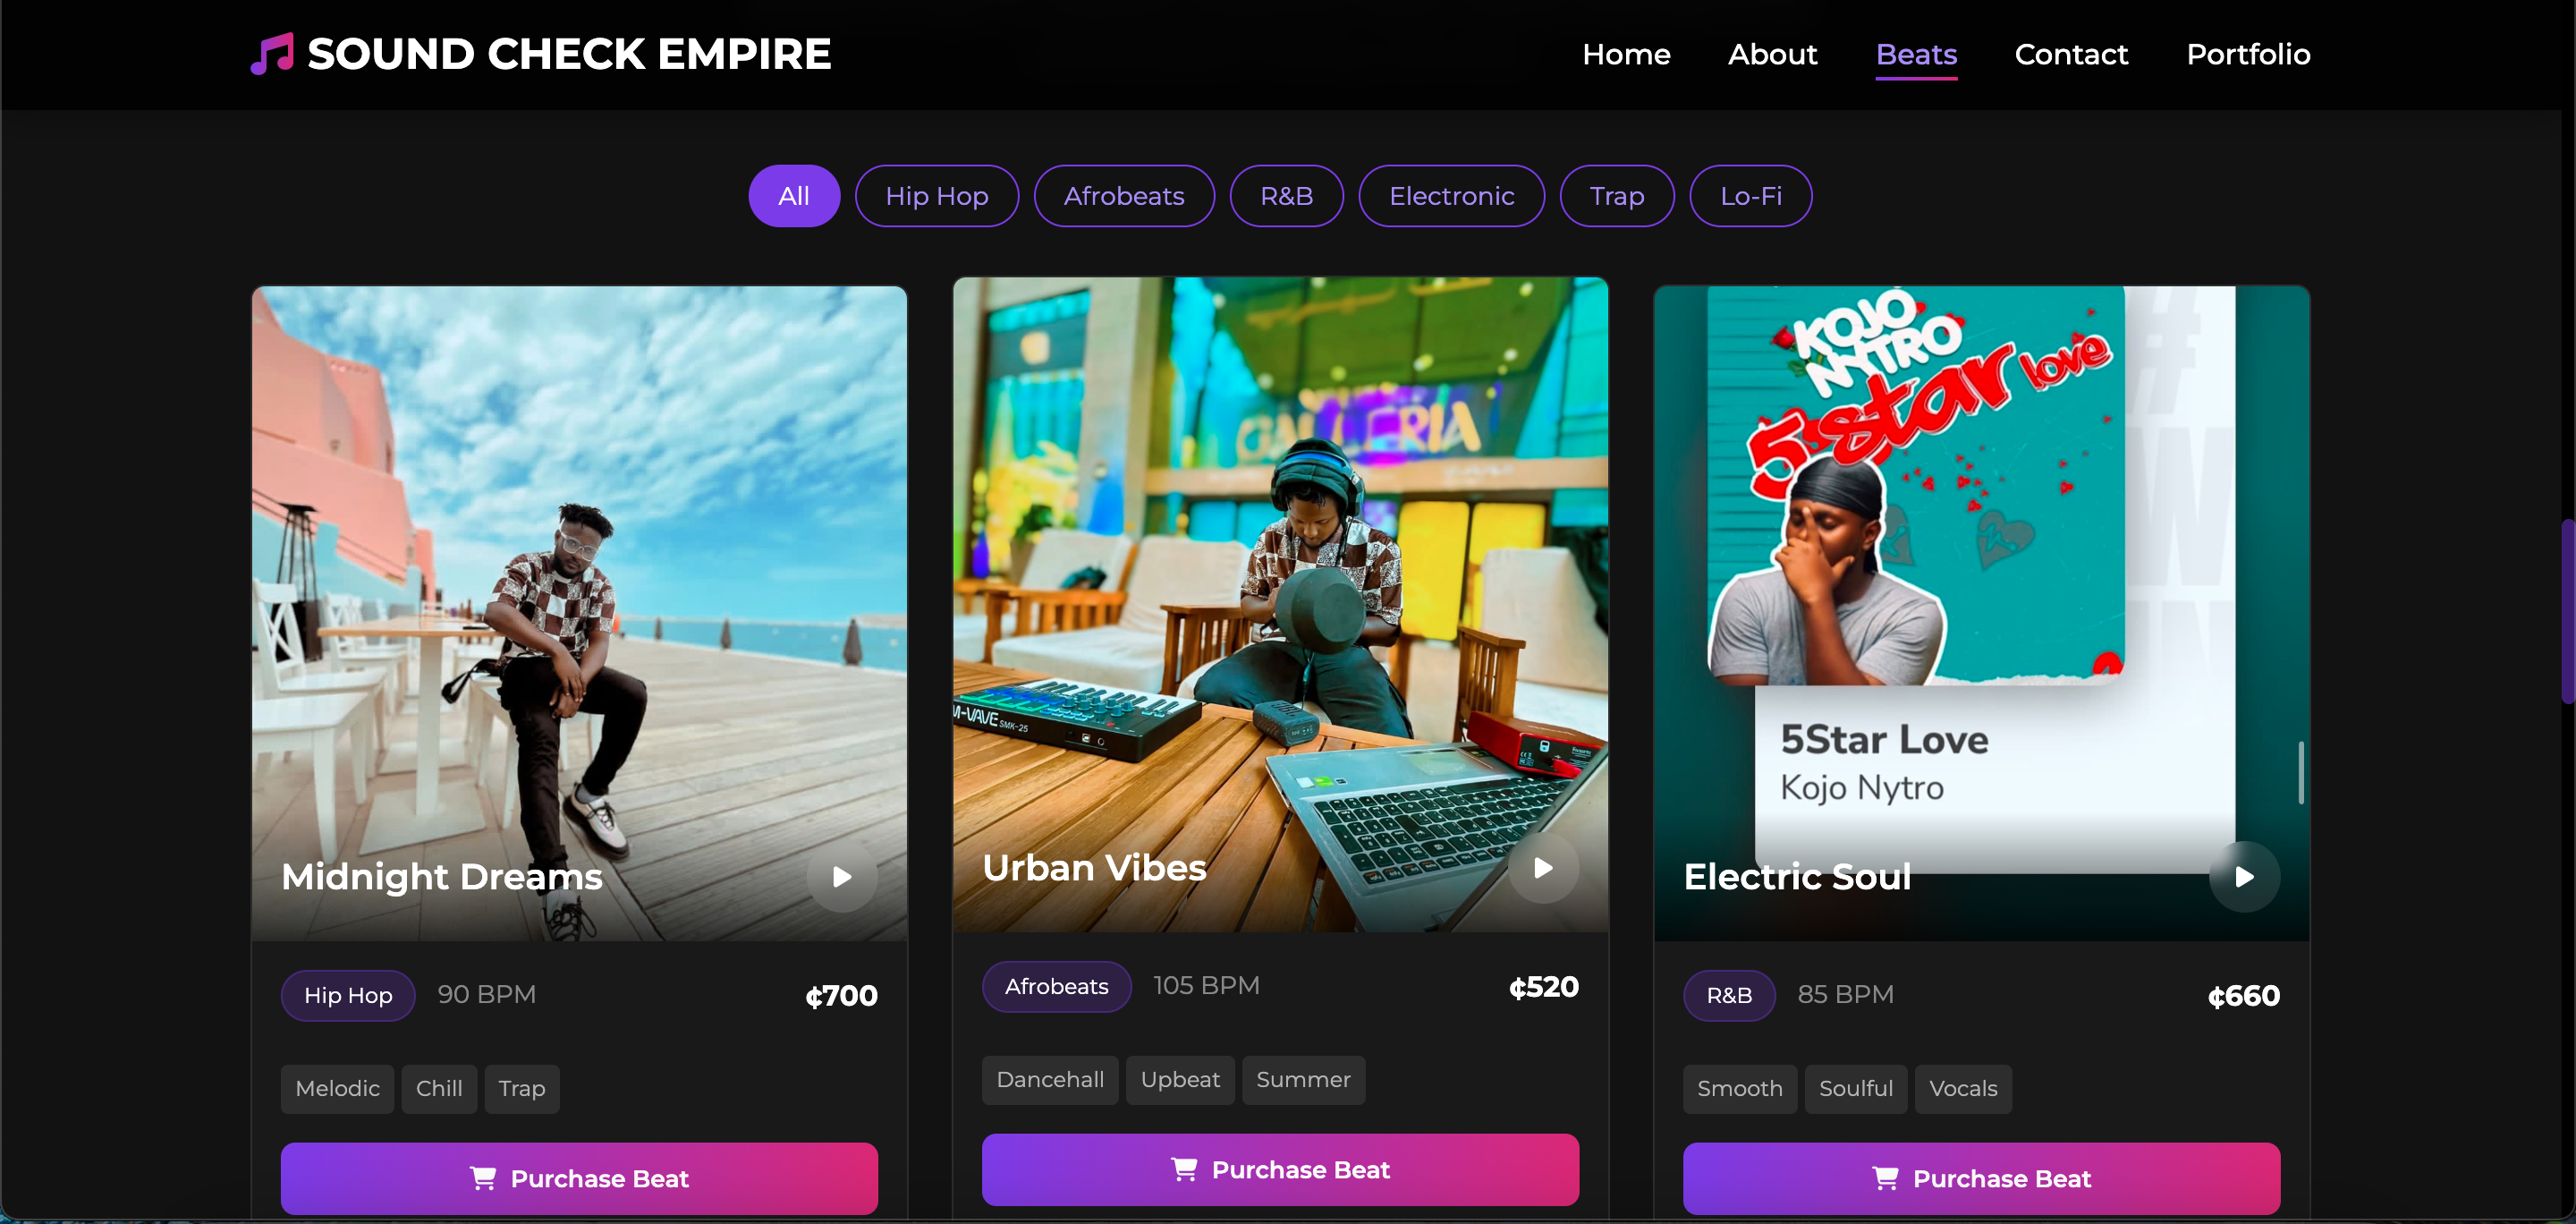 SOUND CHECK EMPIRE
Home About Beats Contact Portfolio
All Hip Hop Afrobeats R&B Electronic Trap Lo-Fi
Midnight Dreams
Hip Hop 90 BPM ¢700
Melodic Chill Trap
Purchase Beat
GALLERIA
M-VAVE SMK-25
Urban Vibes
Afrobeats 105 BPM ¢520
Dancehall Upbeat Summer
Purchase Beat
KOJO
NYTRO
5star love
5Star Love
Kojo Nytro
Electric Soul
R&B 85 BPM ¢660
Smooth Soulful Vocals
Purchase Beat